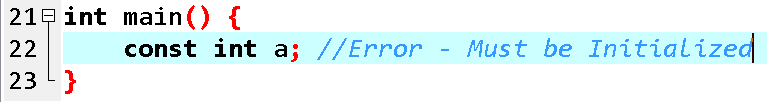 21 int main() {
22 const int a; //Error - Must be Initialized
23 }